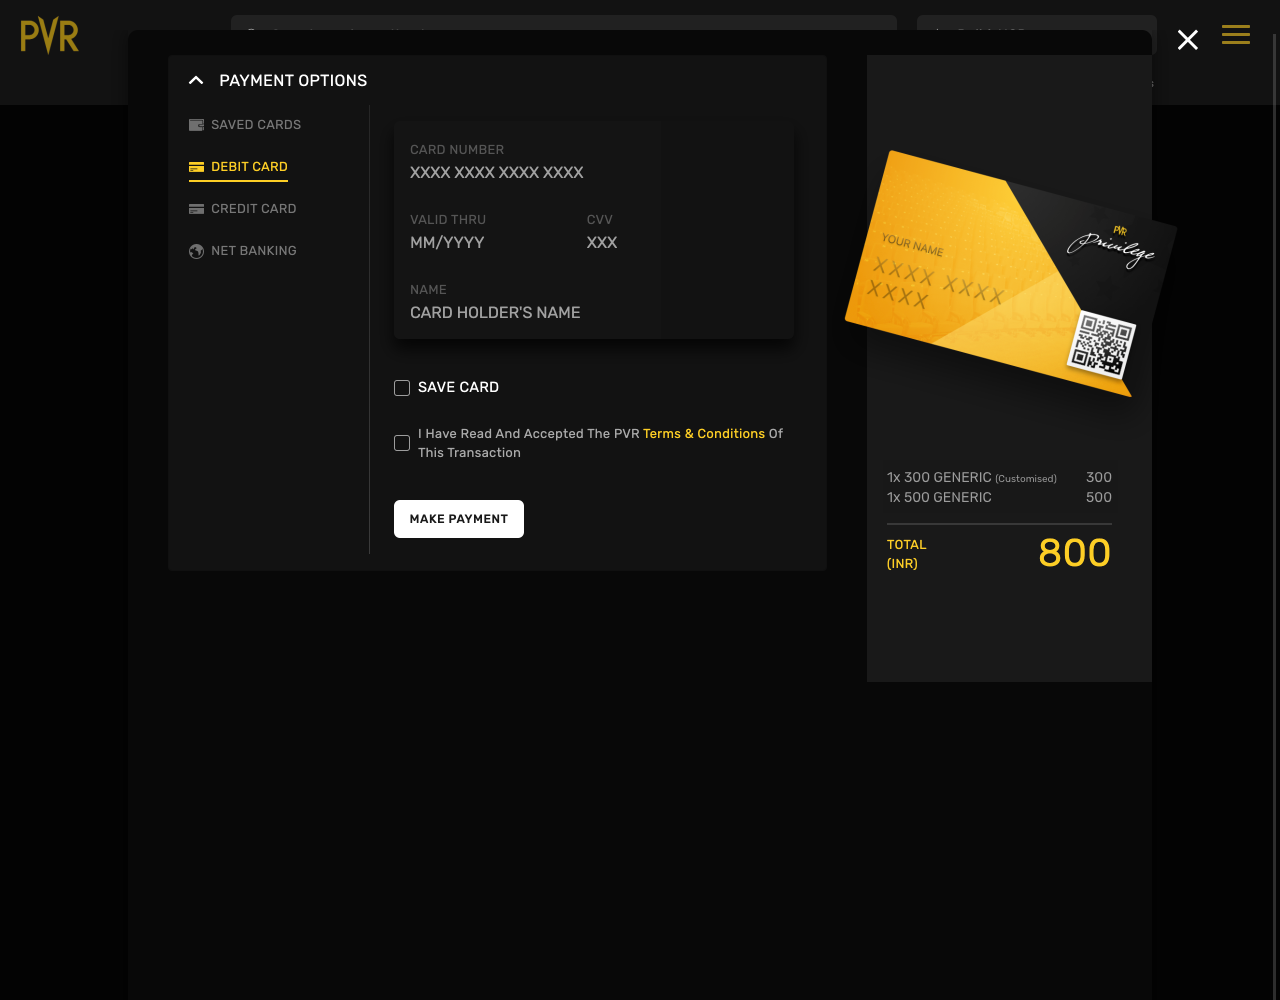 PVR
PAYMENT OPTIONS
SAVED CARDS
DEBIT CARD
CREDIT CARD
NET BANKING
CARD NUMBER
XXXX XXXX XXXX XXXX
VALID THRU
CVV
MM/YYYY
XXX
NAME
CARD HOLDER'S NAME
SAVE CARD
I Have Read And Accepted The PVR Terms & Conditions Of
This Transaction
MAKE PAYMENT
PVR
Privilege
YOUR NAME
XXXX XXXX
XXXX
1x 300 GENERIC (Customised) 300
1x 500 GENERIC 500
TOTAL
(INR)
800